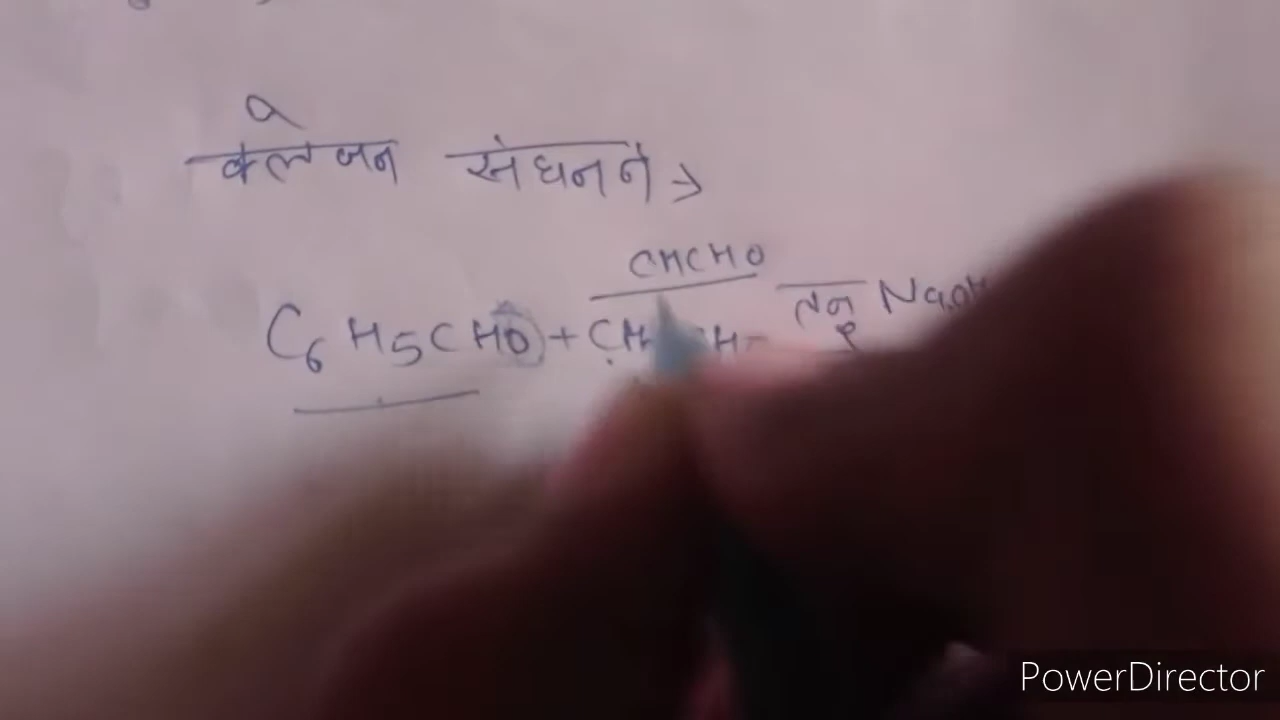 क्लेजन संघनन →
CHCHO
C6H5CHO + तनु NaOH
PowerDirector